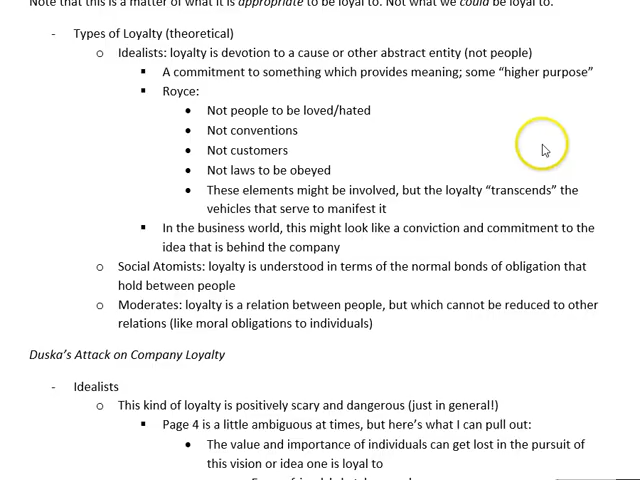 Note that this is a matter of what it is appropriate to be loyal to. Not what we could be loyal to.
- Types of Loyalty (theoretical)
o Idealists: loyalty is devotion to a cause or other abstract entity (not people)
▪ A commitment to something which provides meaning; some “higher purpose”
▪ Royce:
• Not people to be loved/hated
• Not conventions
• Not customers
• Not laws to be obeyed
• These elements might be involved, but the loyalty “transcends” the
vehicles that serve to manifest it
▪ In the business world, this might look like a conviction and commitment to the
idea that is behind the company
o Social Atomists: loyalty is understood in terms of the normal bonds of obligation that
hold between people
o Moderates: loyalty is a relation between people, but which cannot be reduced to other
relations (like moral obligations to individuals)
Duska’s Attack on Company Loyalty
- Idealists
o This kind of loyalty is positively scary and dangerous (just in general!)
▪ Page 4 is a little ambiguous at times, but here’s what I can pull out:
• The value and importance of individuals can get lost in the pursuit of
this vision or idea one is loyal to